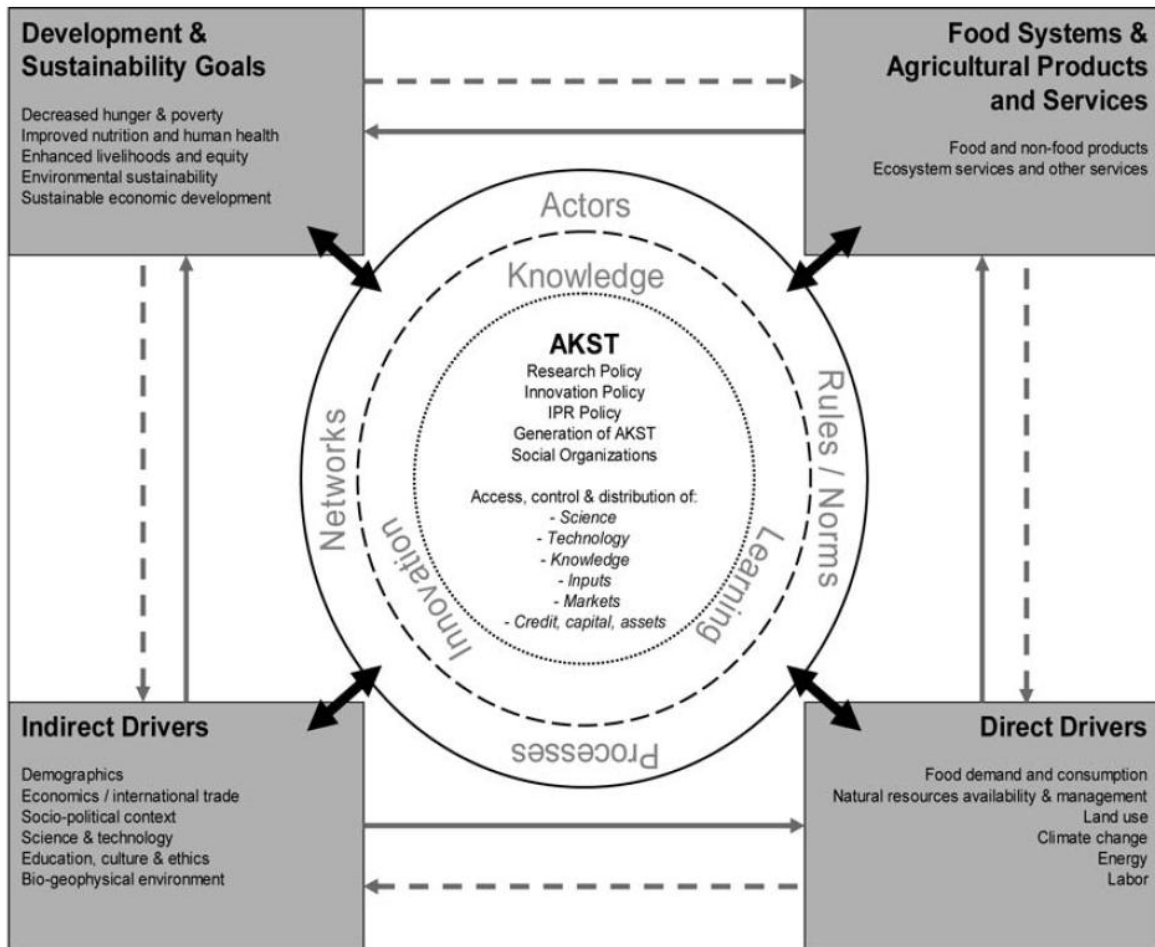 Development &
Sustainability Goals
Decreased hunger & poverty
Improved nutrition and human health
Enhanced livelihoods and equity
Environmental sustainability
Sustainable economic development
Food Systems &
Agricultural Products
and Services
Food and non-food products
Ecosystem services and other services
Actors
Knowledge
AKST
Research Policy
Innovation Policy
IPR Policy
Generation of AKST
Social Organizations
Access, control & distribution of:
- Science
- Technology
- Knowledge
- Inputs
- Markets
- Credit, capital, assets
Networks
Rules / Norms
Innovation
Learning
Processes
Indirect Drivers
Demographics
Economics / international trade
Socio-political context
Science & technology
Education, culture & ethics
Bio-geophysical environment
Direct Drivers
Food demand and consumption
Natural resources availability & management
Land use
Climate change
Energy
Labor